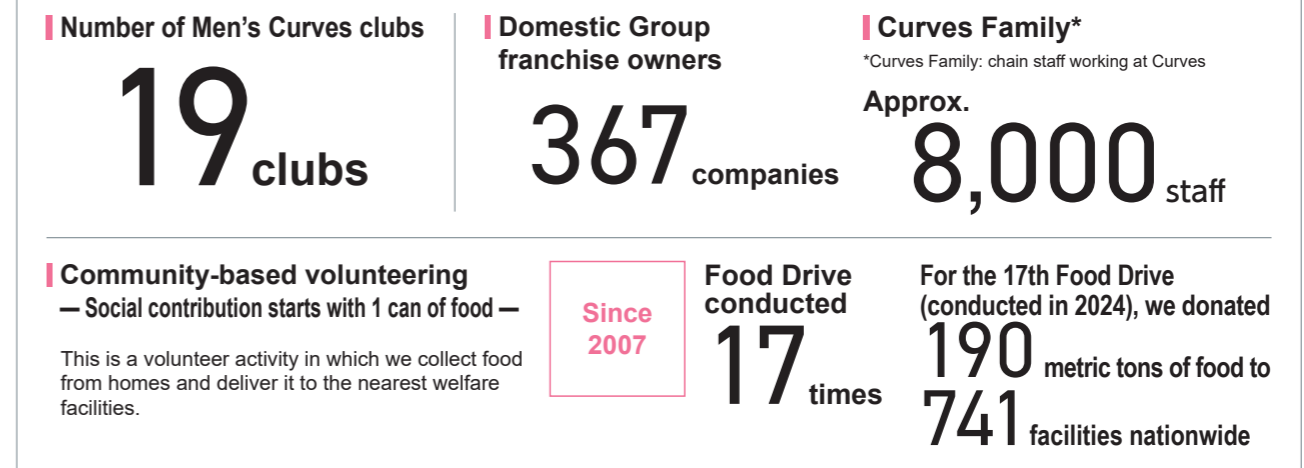 Number of Men's Curves clubs
19 clubs
Domestic Group
franchise owners
367 companies
Curves Family*
*Curves Family: chain staff working at Curves
Approx.
8,000 staff
Community-based volunteering
— Social contribution starts with 1 can of food —
This is a volunteer activity in which we collect food
from homes and deliver it to the nearest welfare
facilities.
Since
2007
Food Drive
conducted
17 times
For the 17th Food Drive
(conducted in 2024), we donated
190 metric tons of food to
741 facilities nationwide